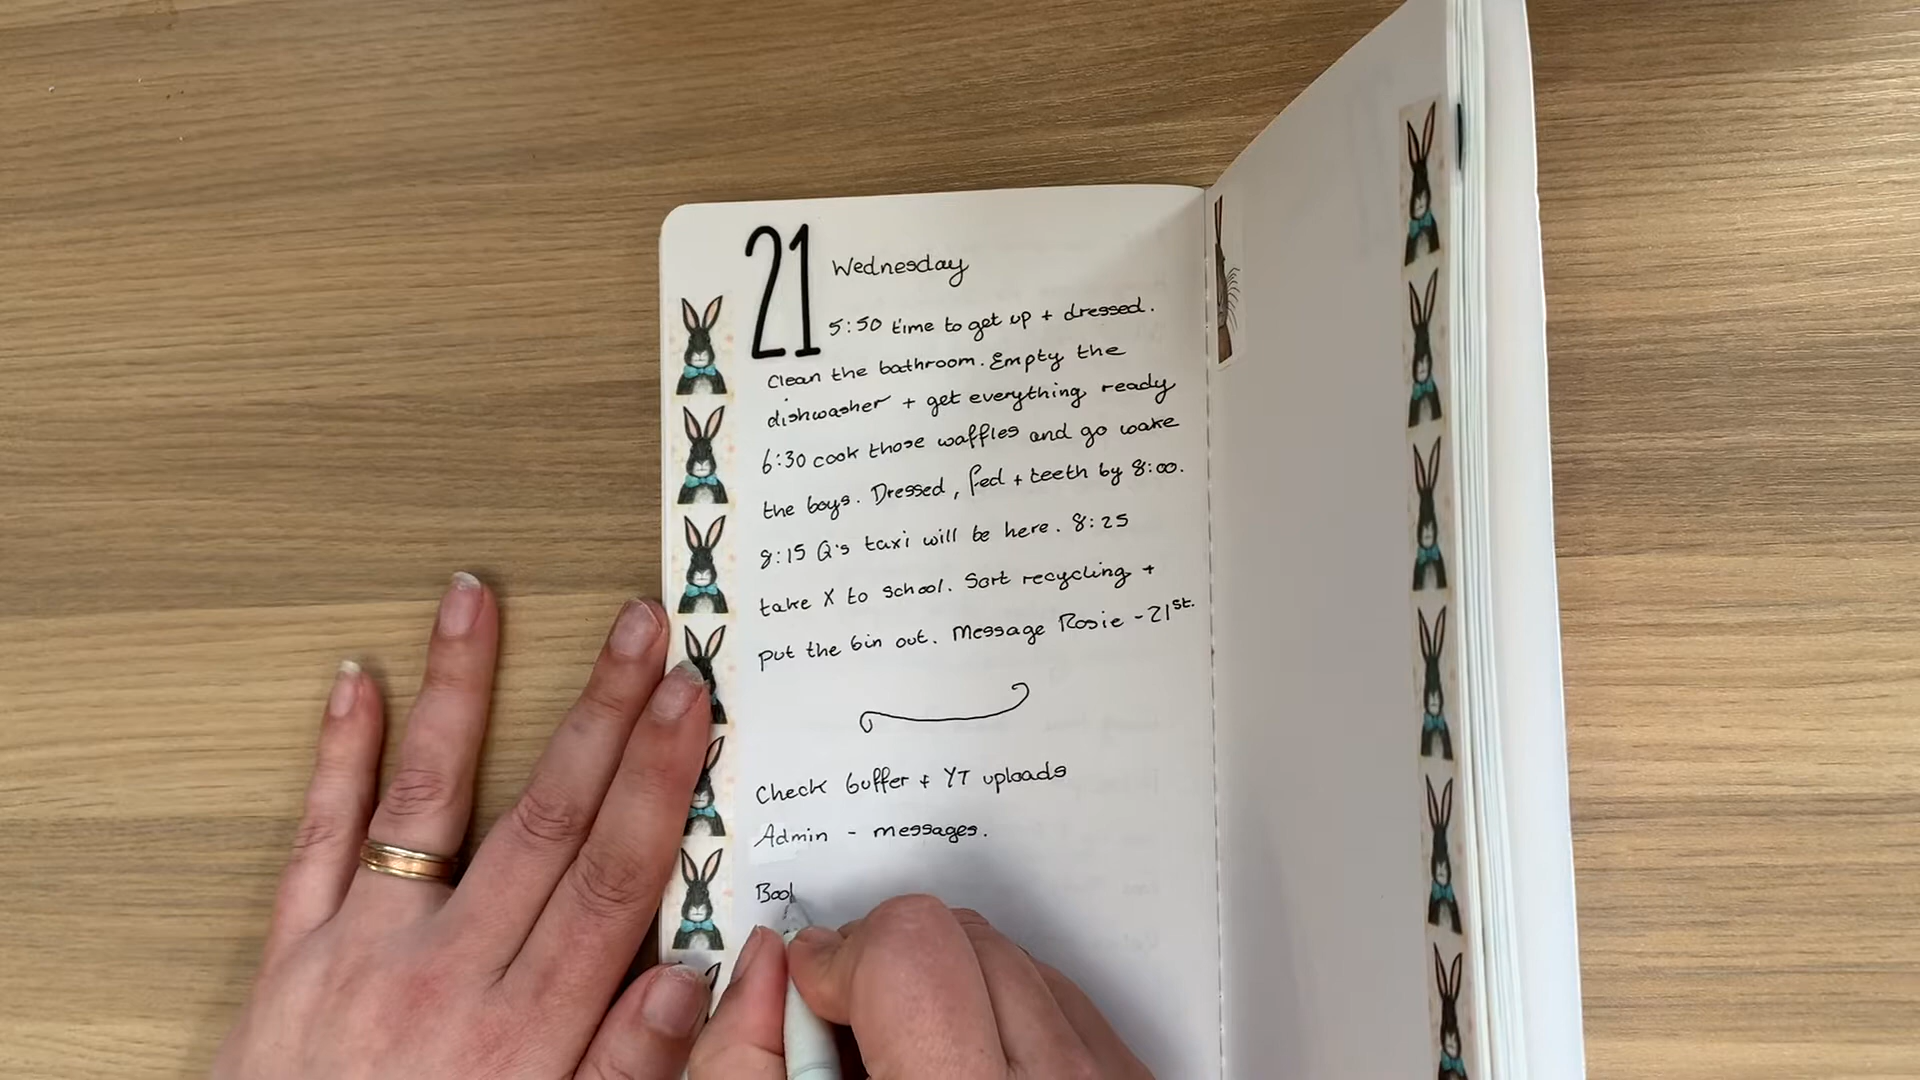 21 Wednesday
5:50 time to get up + dressed.
Clean the bathroom. Empty the
dishwasher + get everything ready
6:30 cook those waffles and go wake
the boys. Dressed, fed + teeth by 8:00.
8:15 Q's taxi will be here. 8:25
take X to school. Sort recycling +
put the bin out. Message Rosie - 21st.
Check buffer + YT uploads
Admin - messages.